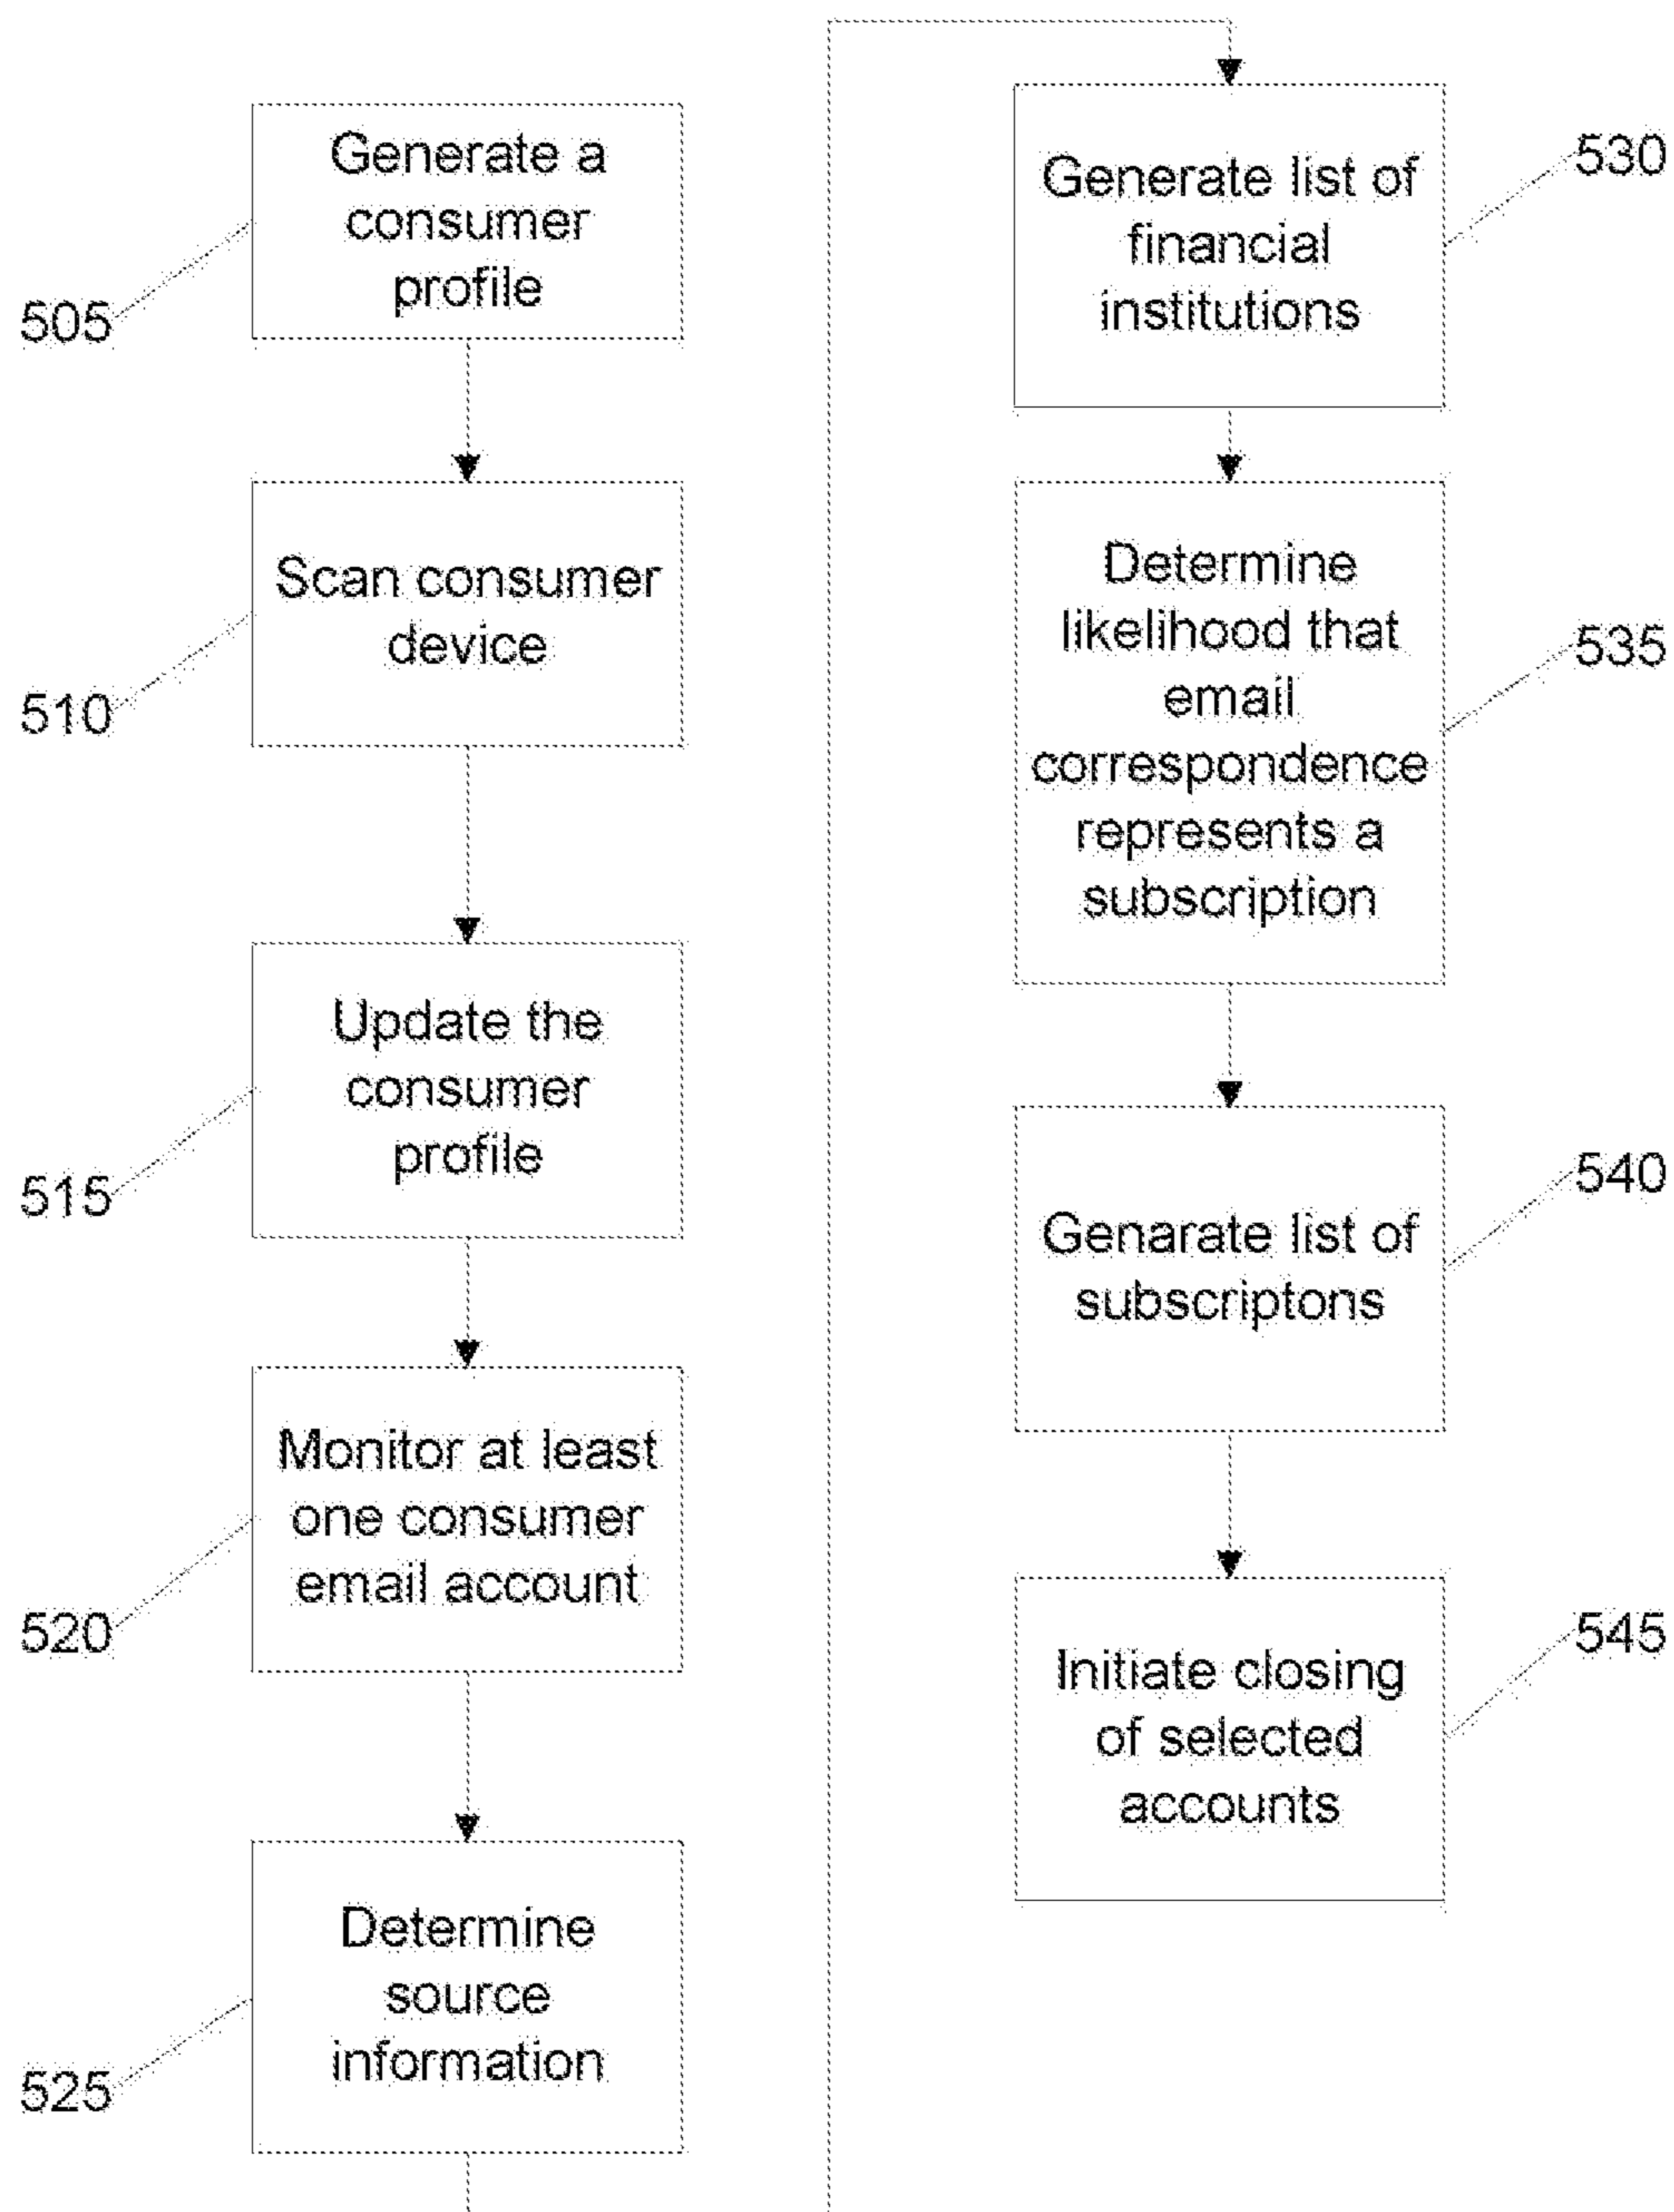 Generate a
consumer
profile
505
Scan consumer
device
510
Update the
consumer
profile
515
Monitor at least
one consumer
email account
520
Determine
source
information
525
Generate list of
financial
institutions
530
Determine
likelihood that
email
correspondence
represents a
subscription
535
Genarate list of
subscriptons
540
Initiate closing
of selected
accounts
545